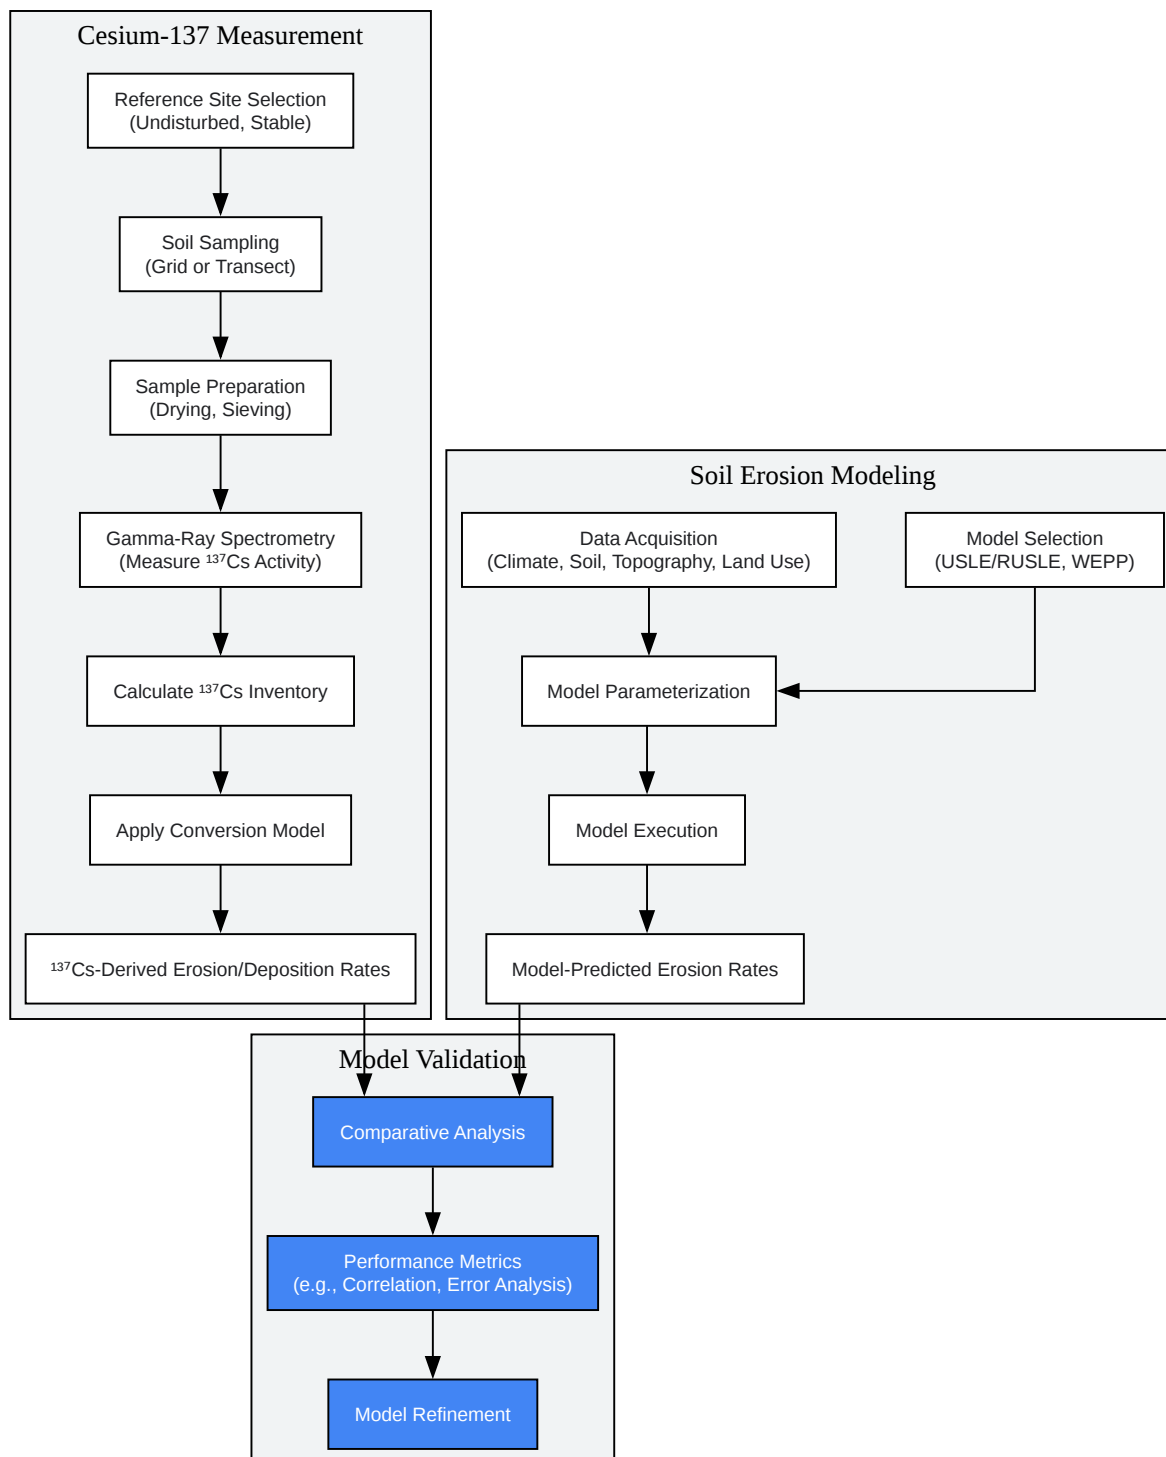 Cesium-137 Measurement
Reference Site Selection
(Undisturbed, Stable)
Soil Sampling
(Grid or Transect)
Sample Preparation
(Drying, Sieving)
Gamma-Ray Spectrometry
(Measure ¹³⁷Cs Activity)
Calculate ¹³⁷Cs Inventory
Apply Conversion Model
¹³⁷Cs-Derived Erosion/Deposition Rates
Soil Erosion Modeling
Data Acquisition
(Climate, Soil, Topography, Land Use)
Model Selection
(USLE/RUSLE, WEPP)
Model Parameterization
Model Execution
Model-Predicted Erosion Rates
Model Validation
Comparative Analysis
Performance Metrics
(e.g., Correlation, Error Analysis)
Model Refinement